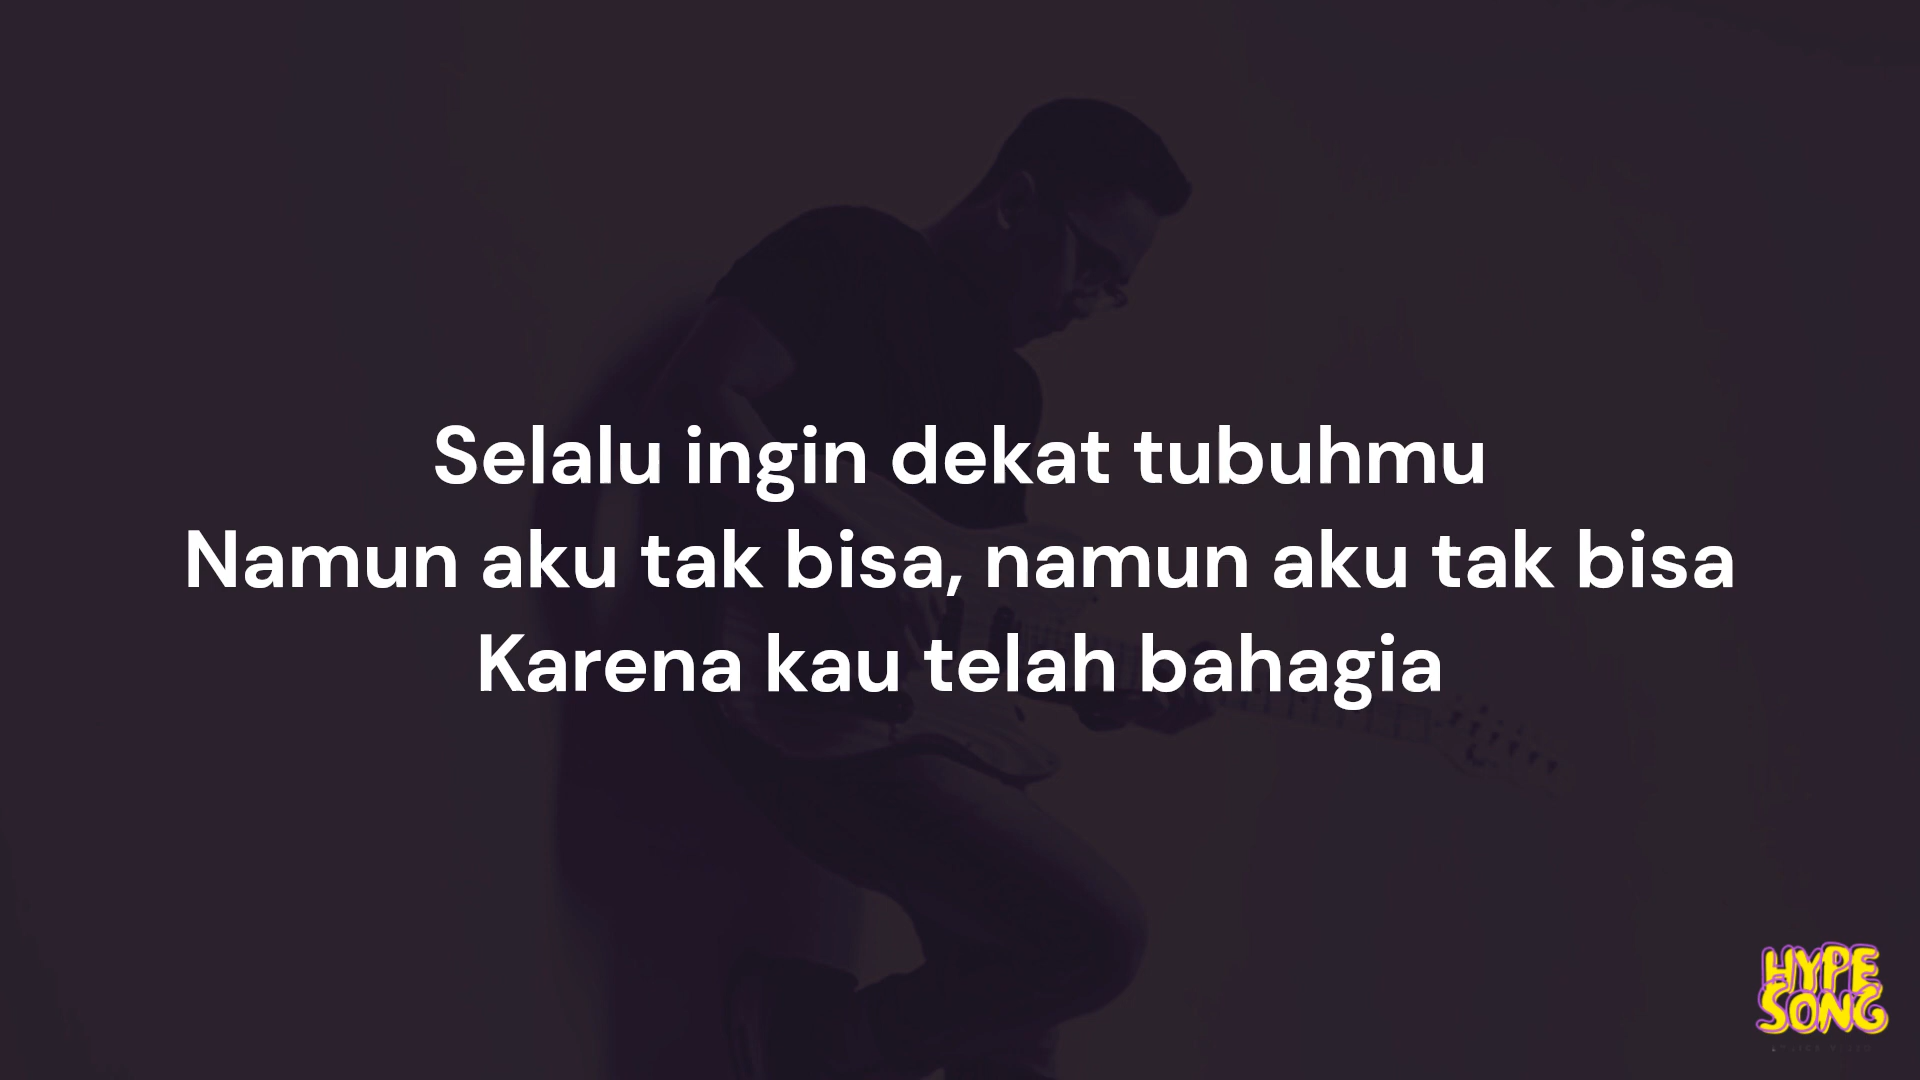 Selalu ingin dekat tubuhmu
Namun aku tak bisa, namun aku tak bisa
Karena kau telah bahagia
HYPE
SONG